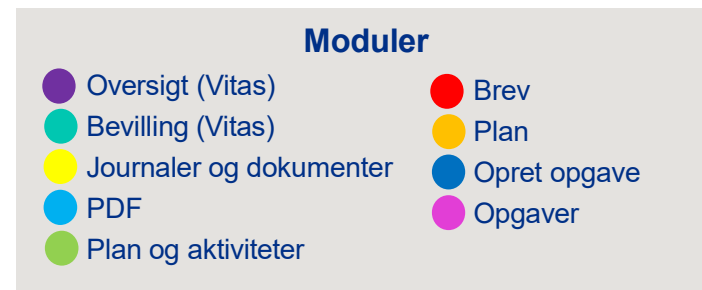 Moduler
Oversigt (Vitas)
Bevilling (Vitas)
Journaler og dokumenter
PDF
Plan og aktiviteter
Brev
Plan
Opret opgave
Opgaver